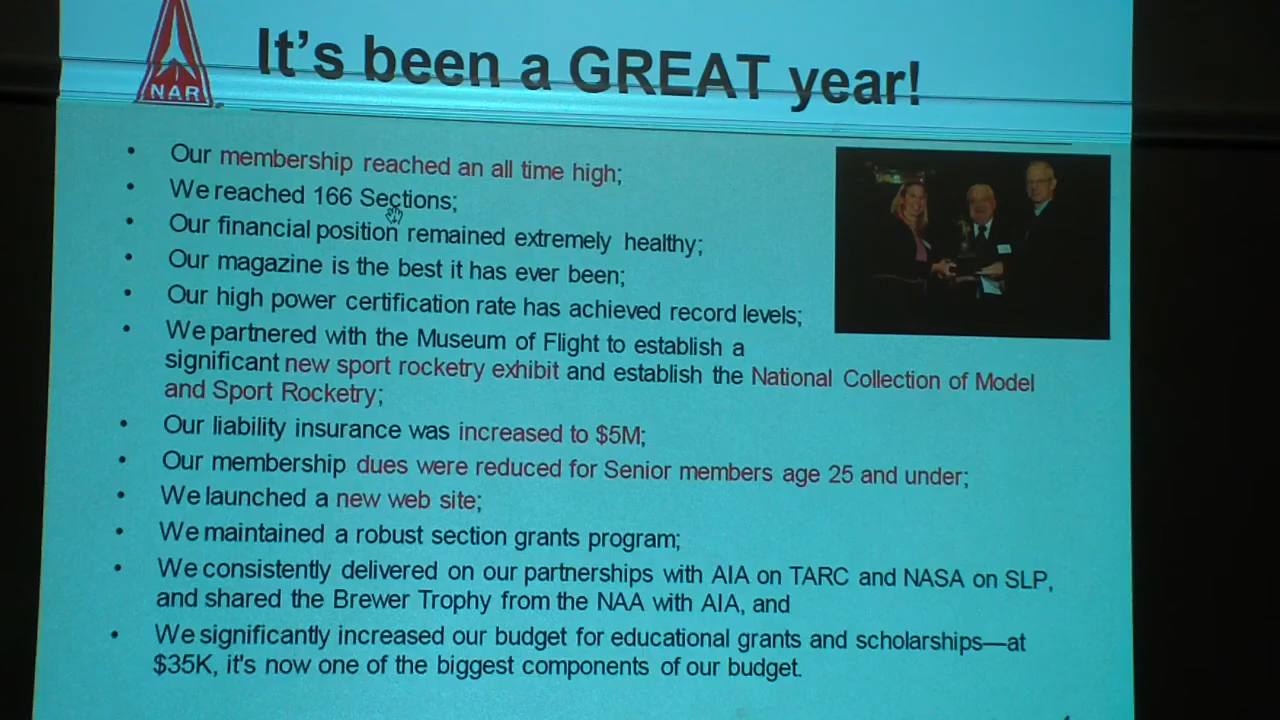 NAR
It's been a GREAT year!
• Our membership reached an all time high;
• We reached 166 Sections;
• Our financial position remained extremely healthy;
• Our magazine is the best it has ever been;
• Our high power certification rate has achieved record levels;
• We partnered with the Museum of Flight to establish a
significant new sport rocketry exhibit and establish the National Collection of Model
and Sport Rocketry;
• Our liability insurance was increased to $5M;
• Our membership dues were reduced for Senior members age 25 and under;
• We launched a new web site;
• We maintained a robust section grants program;
• We consistently delivered on our partnerships with AIA on TARC and NASA on SLP,
and shared the Brewer Trophy from the NAA with AIA, and
• We significantly increased our budget for educational grants and scholarships—at
$35K, it's now one of the biggest components of our budget.